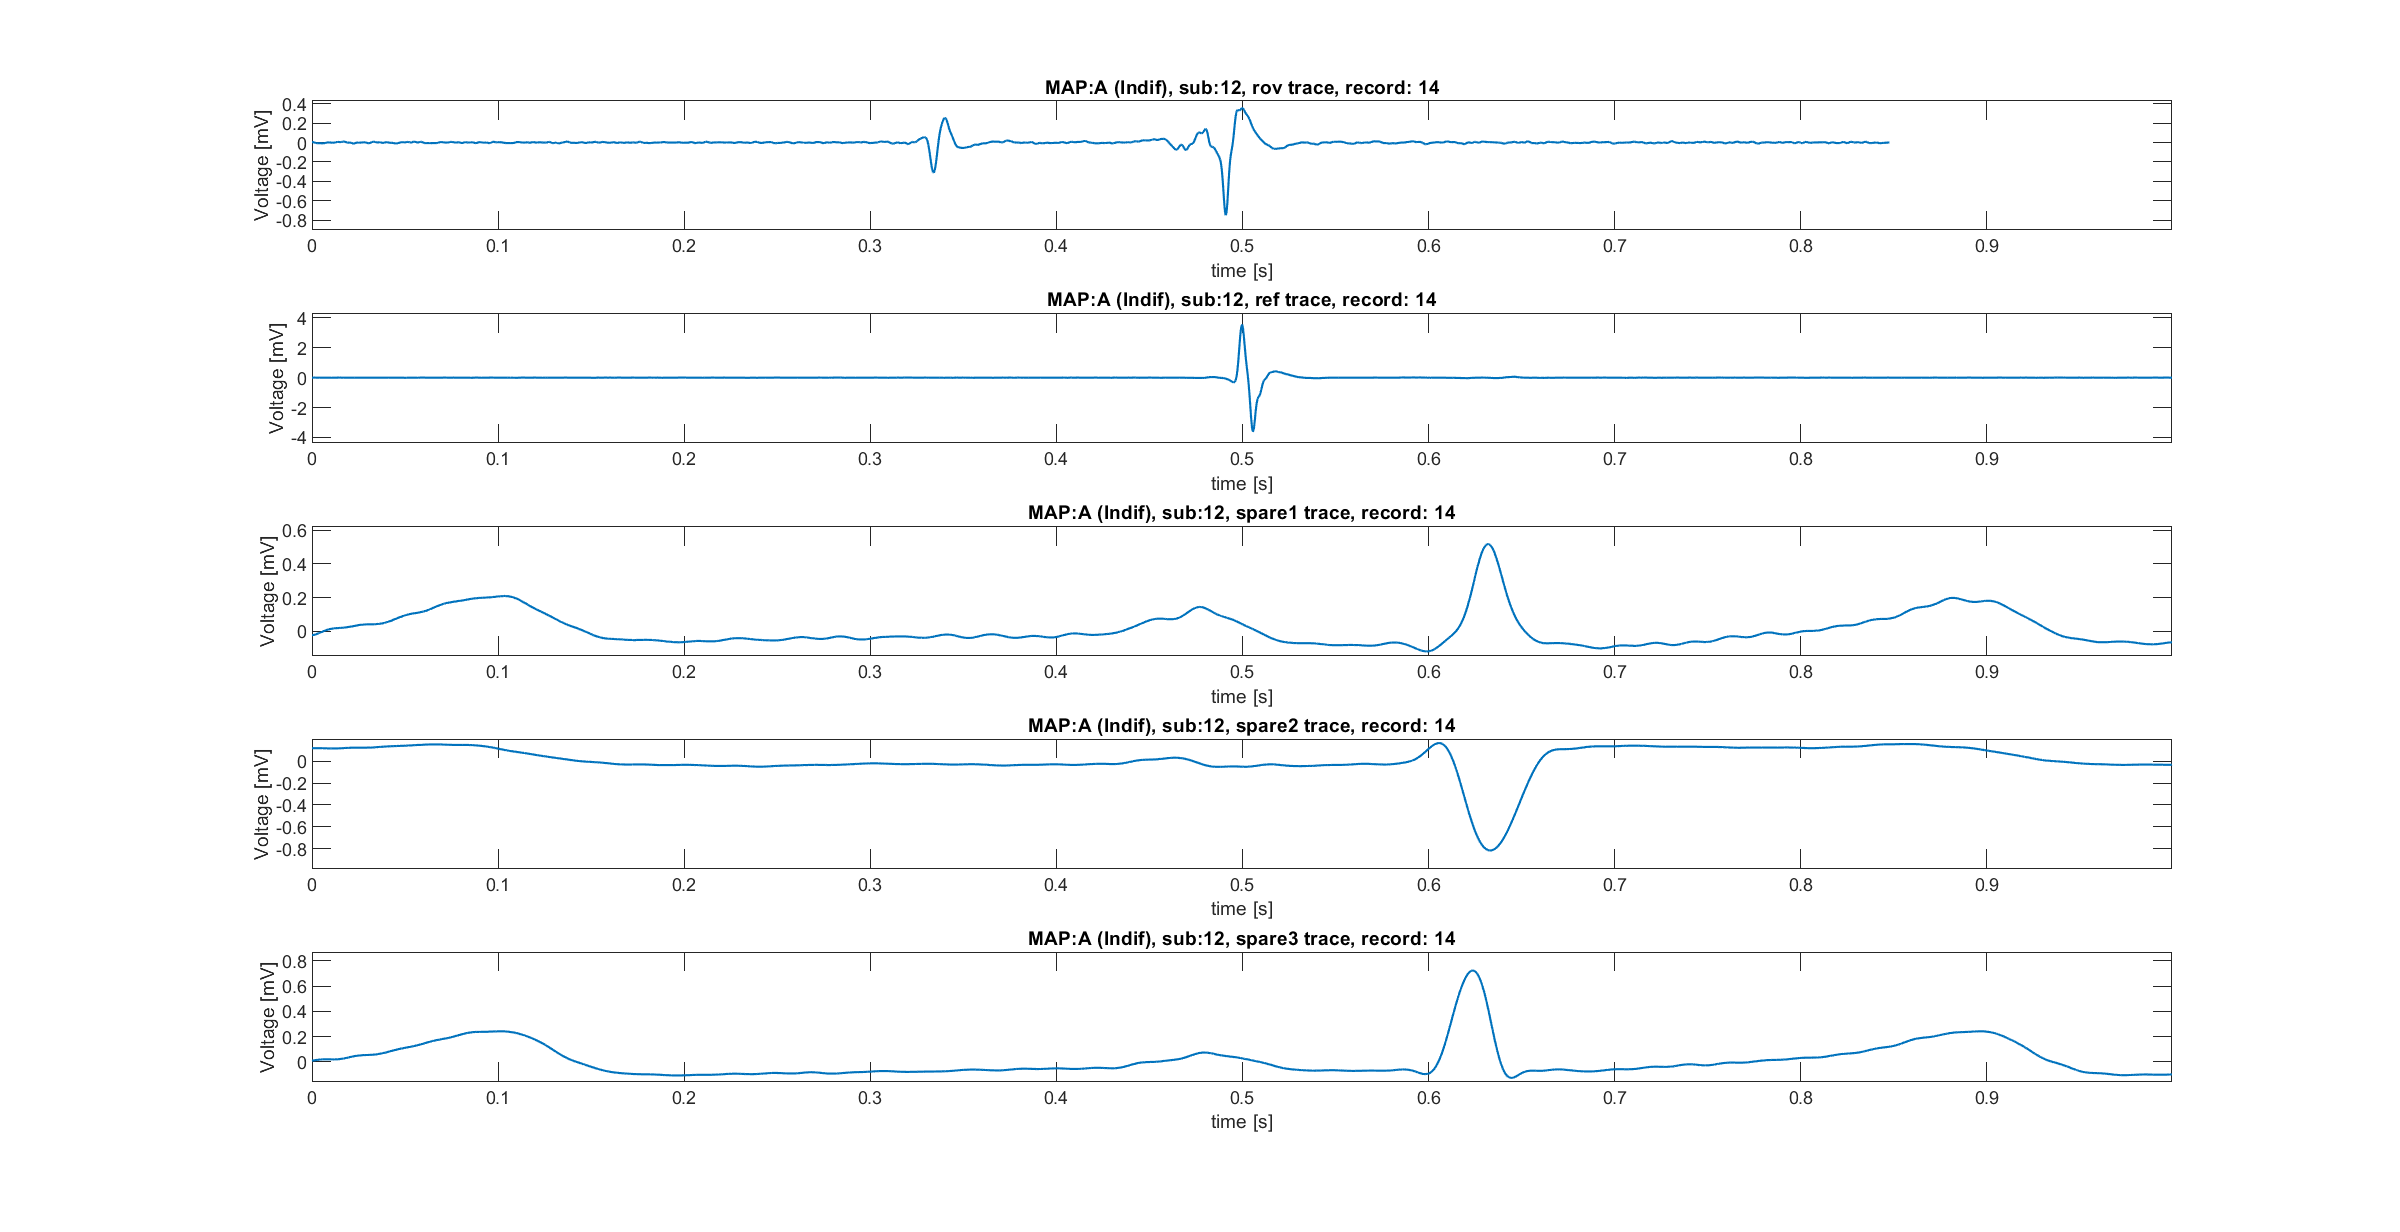 MAP:A (Indif), sub:12, rov trace, record: 14
Voltage [mV]
0.4
0.2
0
-0.2
-0.4
-0.6
-0.8
0 0.1 0.2 0.3 0.4 0.5 0.6 0.7 0.8 0.9
time [s]
MAP:A (Indif), sub:12, ref trace, record: 14
Voltage [mV]
4
2
0
-2
-4
0 0.1 0.2 0.3 0.4 0.5 0.6 0.7 0.8 0.9
time [s]
MAP:A (Indif), sub:12, spare1 trace, record: 14
Voltage [mV]
0.6
0.4
0.2
0
0 0.1 0.2 0.3 0.4 0.5 0.6 0.7 0.8 0.9
time [s]
MAP:A (Indif), sub:12, spare2 trace, record: 14
Voltage [mV]
0
-0.2
-0.4
-0.6
-0.8
0 0.1 0.2 0.3 0.4 0.5 0.6 0.7 0.8 0.9
time [s]
MAP:A (Indif), sub:12, spare3 trace, record: 14
Voltage [mV]
0.8
0.6
0.4
0.2
0
0 0.1 0.2 0.3 0.4 0.5 0.6 0.7 0.8 0.9
time [s]